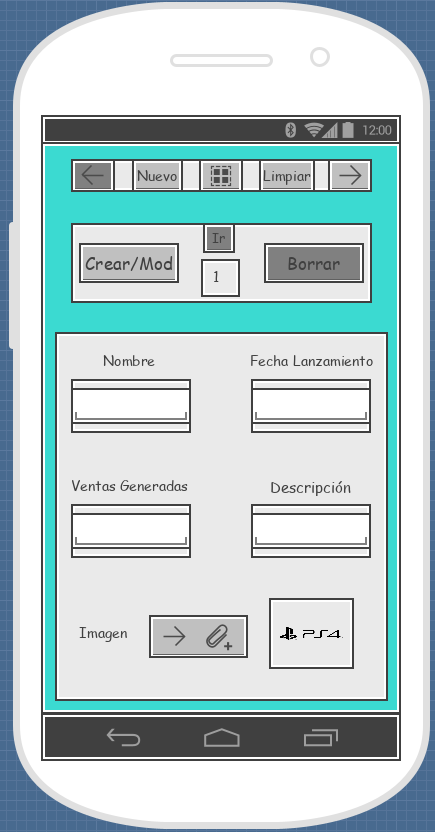 12:00
Nuevo
Limpiar
Ir
Crear/Mod
1
Borrar
Nombre
Fecha Lanzamiento
Ventas Generadas
Descripción
Imagen
PS4